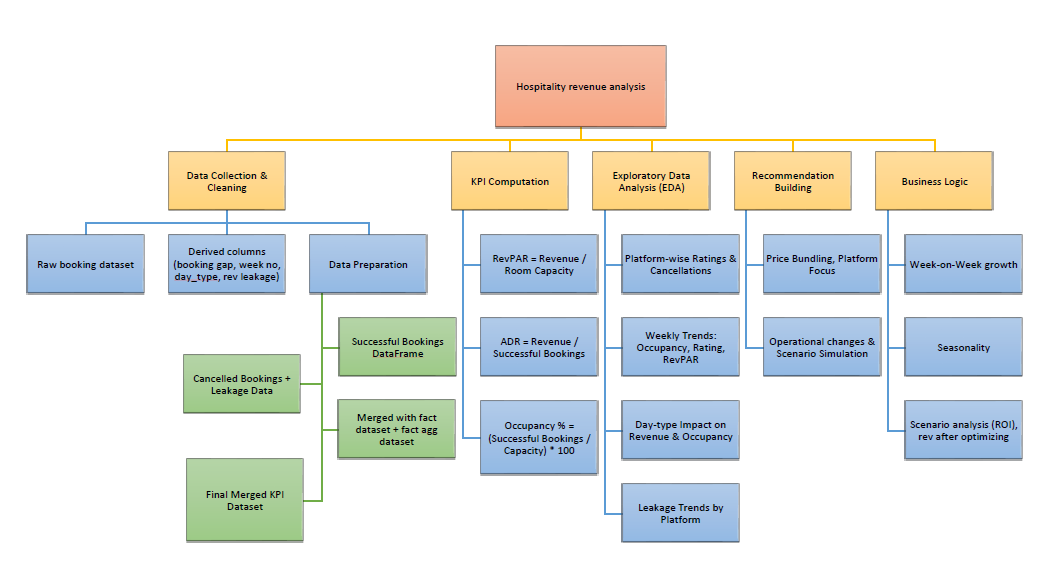 Hospitality revenue analysis
Data Collection &
Cleaning
KPI Computation
Exploratory Data
Analysis (EDA)
Recommendation
Building
Business Logic
Raw booking dataset
Derived columns
(booking gap, week no,
day_type, rev leakage)
Data Preparation
RevPAR = Revenue /
Room Capacity
Platform-wise Ratings &
Cancellations
Price Bundling, Platform
Focus
Week-on-Week growth
Successful Bookings
DataFrame
Cancelled Bookings +
Leakage Data
Merged with fact
dataset + fact agg
dataset
Final Merged KPI
Dataset
ADR = Revenue /
Successful Bookings
Weekly Trends:
Occupancy, Rating,
RevPAR
Operational changes &
Scenario Simulation
Seasonality
Occupancy % =
(Successful Bookings /
Capacity) * 100
Day-type Impact on
Revenue & Occupancy
Scenario analysis (ROI),
rev after optimizing
Leakage Trends by
Platform